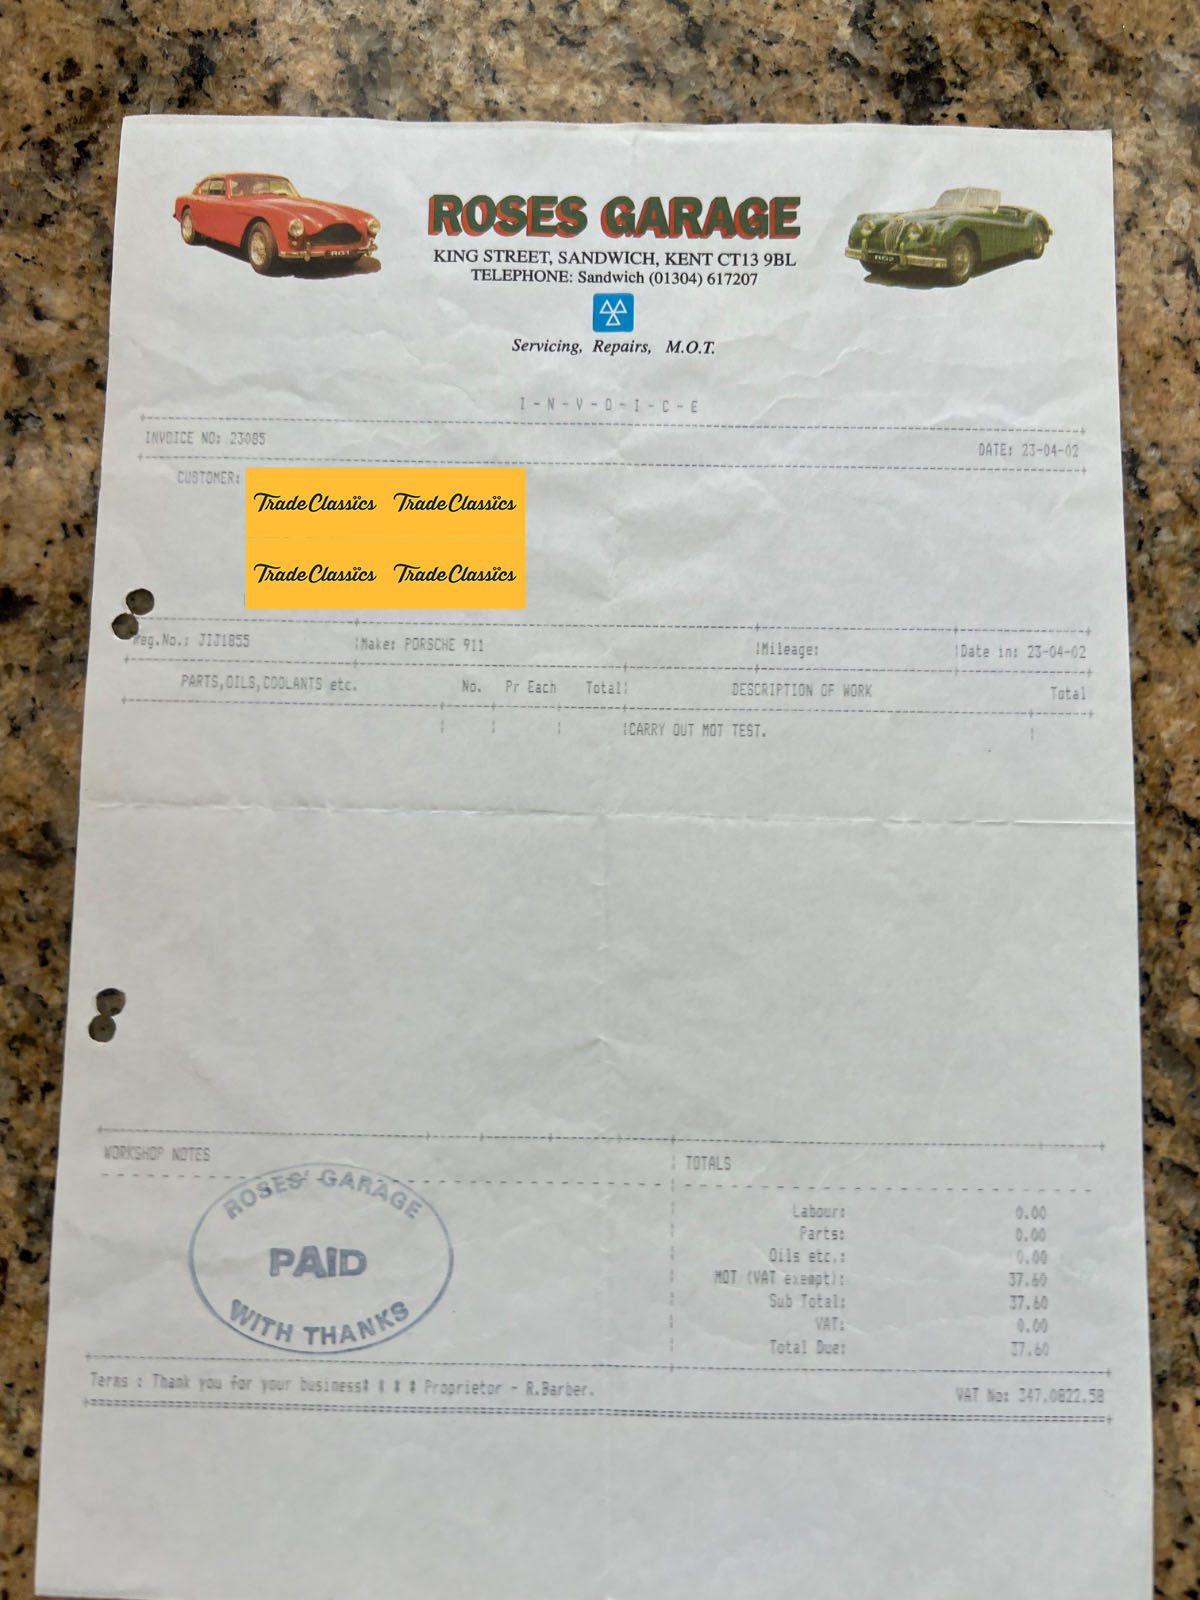 ROSES GARAGE
KING STREET, SANDWICH, KENT CT13 9BL
TELEPHONE: Sandwich (01304) 617207
RG1
RG2
Servicing, Repairs, M.O.T.
I-N-V-O-I-C-E
INVOICE NO: 23085 DATE: 23-04-02
CUSTOMER:
TradeClassics TradeClassics
TradeClassics TradeClassics
Reg.No.: JIJ1855 Make: PORSCHE 911 Mileage: Date in: 23-04-02
PARTS,OILS,COOLANTS etc. No. Pr Each Total DESCRIPTION OF WORK Total
CARRY OUT MOT TEST.
WORKSHOP NOTES TOTALS
ROSES' GARAGE
PAID
WITH THANKS
Labour: 0.00
Parts: 0.00
Oils etc.: 0.00
MOT (VAT exempt): 37.60
Sub Total: 37.60
VAT: 0.00
Total Due: 37.60
Terms : Thank you for your business! ! ! ! Proprietor - R.Barber. VAT No: 347.0822.58